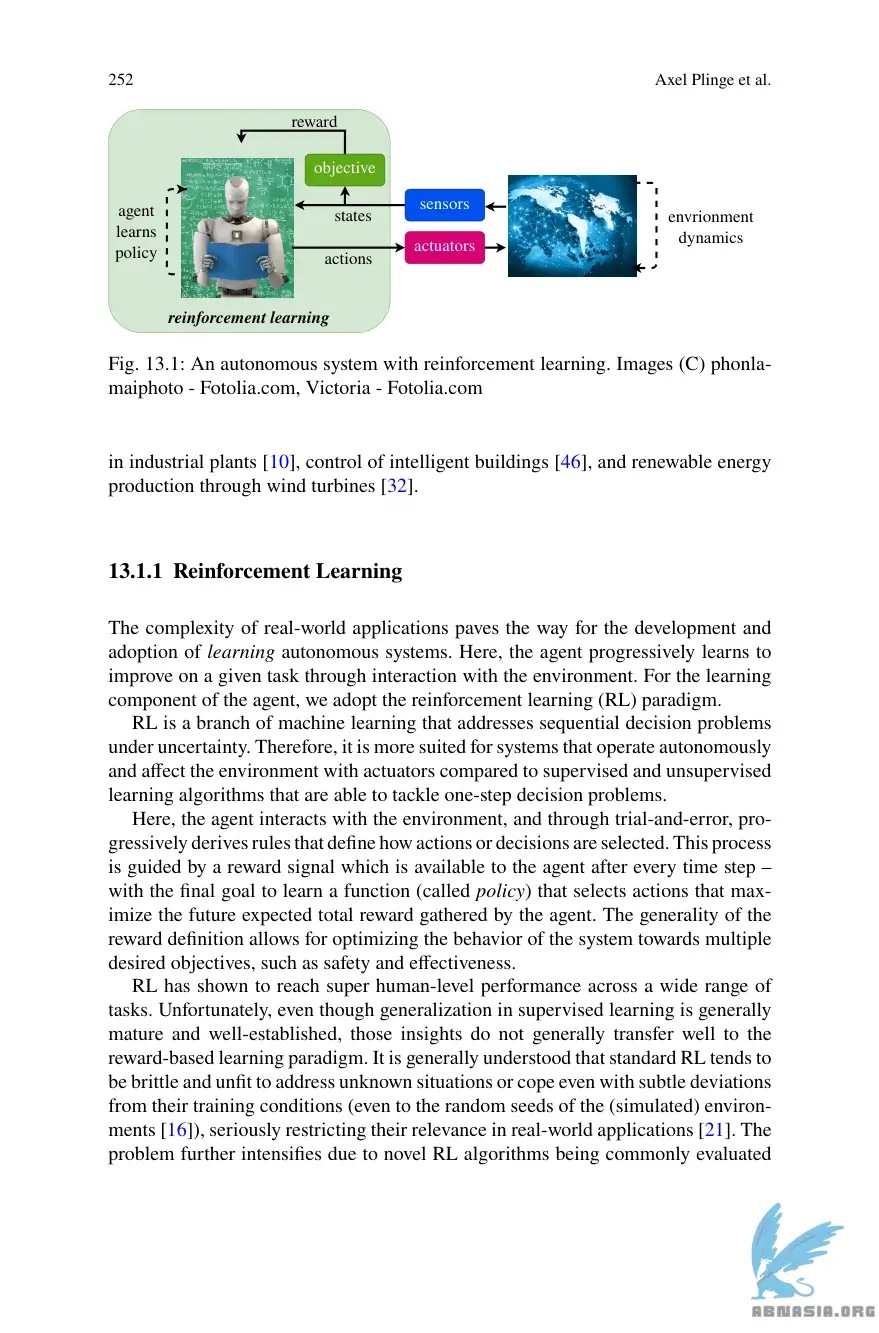 252
Axel Plinge et al.
reward
objective
agent
learns
policy
states
sensors
actions
actuators
envrionment
dynamics
reinforcement learning
Fig. 13.1: An autonomous system with reinforcement learning. Images (C) phonla-
maiphoto - Fotolia.com, Victoria - Fotolia.com
in industrial plants [10], control of intelligent buildings [46], and renewable energy
production through wind turbines [32].
13.1.1 Reinforcement Learning
The complexity of real-world applications paves the way for the development and
adoption of learning autonomous systems. Here, the agent progressively learns to
improve on a given task through interaction with the environment. For the learning
component of the agent, we adopt the reinforcement learning (RL) paradigm.
RL is a branch of machine learning that addresses sequential decision problems
under uncertainty. Therefore, it is more suited for systems that operate autonomously
and affect the environment with actuators compared to supervised and unsupervised
learning algorithms that are able to tackle one-step decision problems.
Here, the agent interacts with the environment, and through trial-and-error, pro-
gressively derives rules that define how actions or decisions are selected. This process
is guided by a reward signal which is available to the agent after every time step –
with the final goal to learn a function (called policy) that selects actions that max-
imize the future expected total reward gathered by the agent. The generality of the
reward definition allows for optimizing the behavior of the system towards multiple
desired objectives, such as safety and effectiveness.
RL has shown to reach super human-level performance across a wide range of
tasks. Unfortunately, even though generalization in supervised learning is generally
mature and well-established, those insights do not generally transfer well to the
reward-based learning paradigm. It is generally understood that standard RL tends to
be brittle and unfit to address unknown situations or cope even with subtle deviations
from their training conditions (even to the random seeds of the (simulated) environ-
ments [16]), seriously restricting their relevance in real-world applications [21]. The
problem further intensifies due to novel RL algorithms being commonly evaluated
ABNASIA.ORG